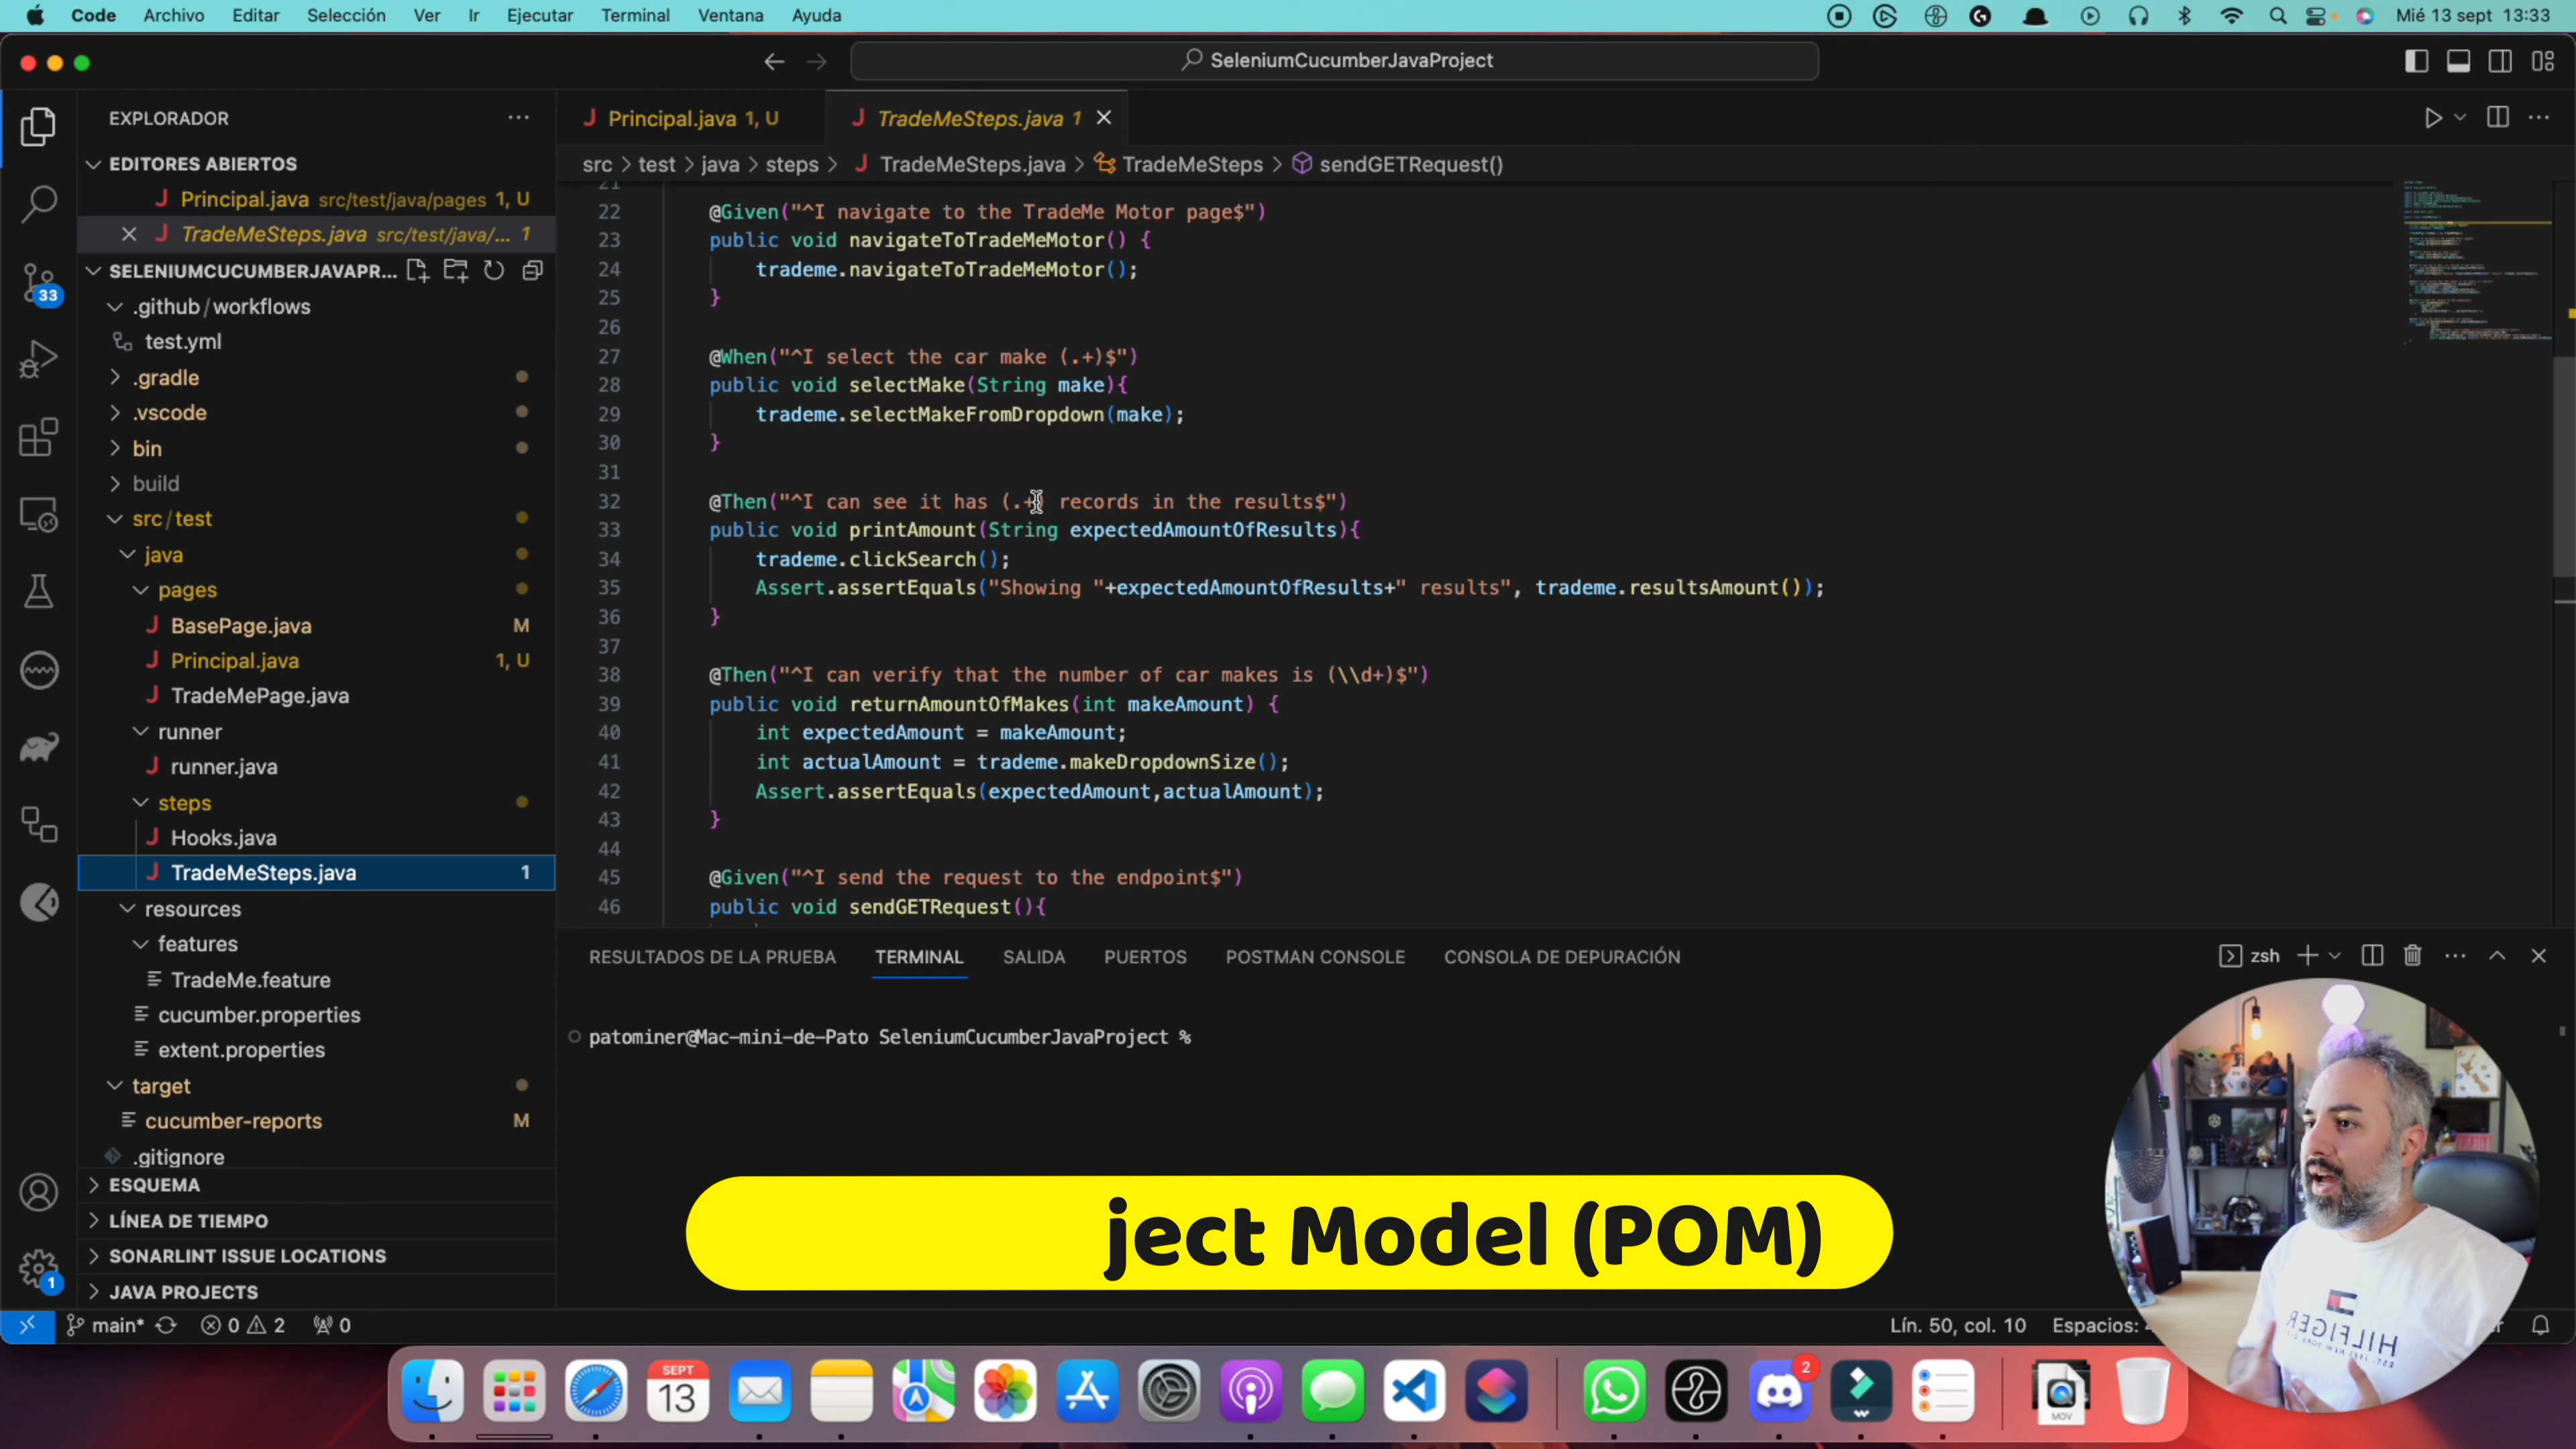 Code Archivo Editar Selección Ver Ir Ejecutar Terminal Ventana Ayuda Mié 13 sept 13:33
SeleniumCucumberJavaProject
EXPLORADOR
EDITORES ABIERTOS
Principal.java src/test/java/pages 1, U
TradeMeSteps.java src/test/java/... 1
SELENIUMCUCUMBERJAVAPR...
.github/workflows
test.yml
.gradle
.vscode
bin
build
src/test
java
pages
BasePage.java M
Principal.java 1, U
TradeMePage.java
runner
runner.java
steps
Hooks.java
TradeMeSteps.java 1
resources
features
TradeMe.feature
cucumber.properties
extent.properties
target
cucumber-reports M
.gitignore
ESQUEMA
LÍNEA DE TIEMPO
SONARLINT ISSUE LOCATIONS
JAVA PROJECTS
33
1
Principal.java 1, U
TradeMeSteps.java 1
src > test > java > steps > TradeMeSteps.java > TradeMeSteps > sendGETRequest()
21
22 @Given("^I navigate to the TradeMe Motor page$")
23 public void navigateToTradeMeMotor() {
24 trademe.navigateToTradeMeMotor();
25 }
26
27 @When("^I select the car make (.+)$")
28 public void selectMake(String make){
29 trademe.selectMakeFromDropdown(make);
30 }
31
32 @Then("^I can see it has (.+) records in the results$")
33 public void printAmount(String expectedAmountOfResults){
34 trademe.clickSearch();
35 Assert.assertEquals("Showing "+expectedAmountOfResults+" results", trademe.resultsAmount());
36 }
37
38 @Then("^I can verify that the number of car makes is (\\d+)$")
39 public void returnAmountOfMakes(int makeAmount) {
40 int expectedAmount = makeAmount;
41 int actualAmount = trademe.makeDropdownSize();
42 Assert.assertEquals(expectedAmount,actualAmount);
43 }
44
45 @Given("^I send the request to the endpoint$")
46 public void sendGETRequest(){
RESULTADOS DE LA PRUEBA TERMINAL SALIDA PUERTOS POSTMAN CONSOLE CONSOLA DE DEPURACIÓN zsh
patominer@Mac-mini-de-Pato SeleniumCucumberJavaProject %
ject Model (POM)
HILFIGER
main* 0 2 0 Lín. 50, col. 10 Espacios:
SEPT
13
2
MOV